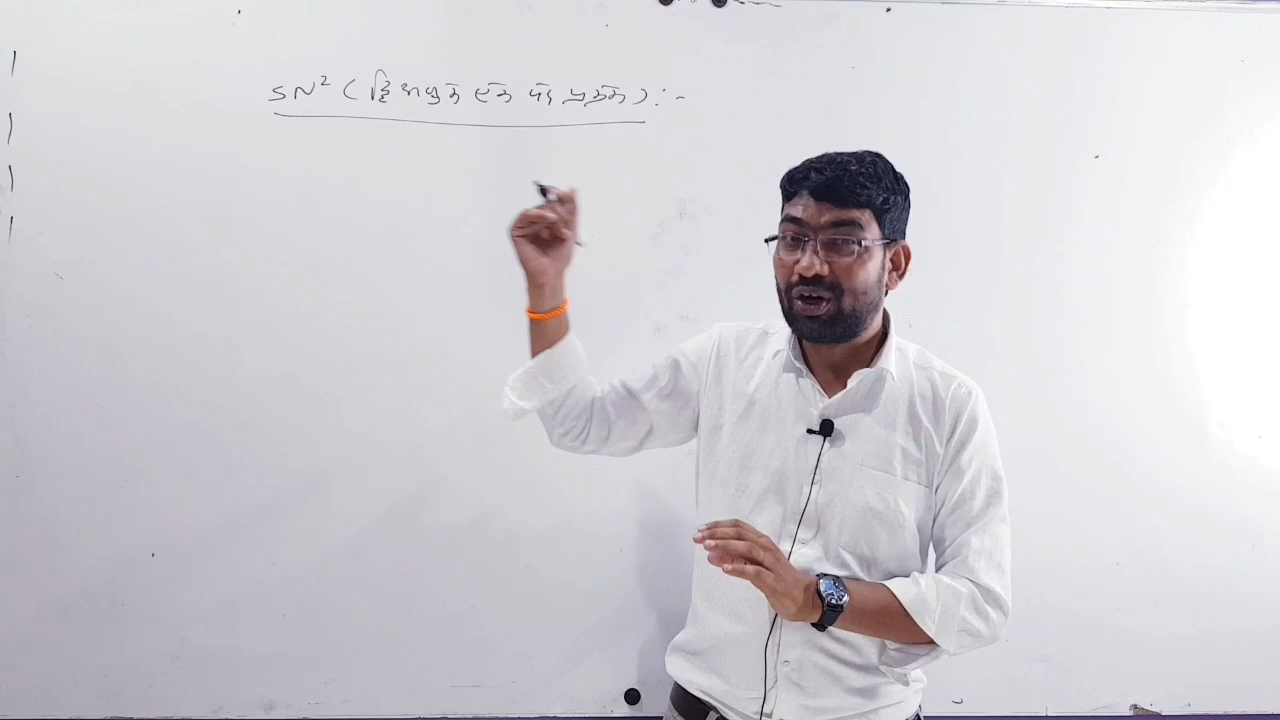 SN² (द्विअणुक एक पद प्रक्रम) :-